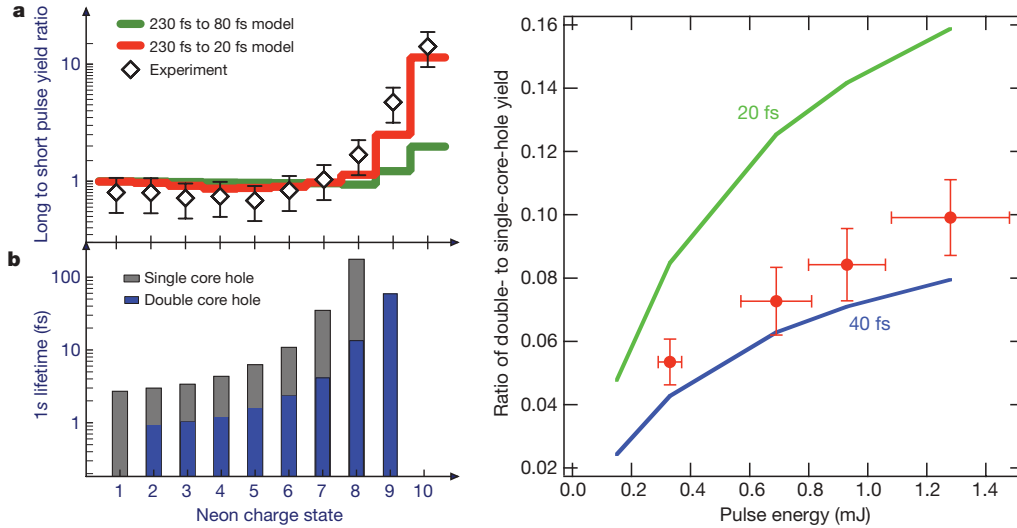 a
Long to short pulse yield ratio
10
1
230 fs to 80 fs model
230 fs to 20 fs model
Experiment
b
1s lifetime (fs)
100
10
1
Single core hole
Double core hole
1 2 3 4 5 6 7 8 9 10
Neon charge state
Ratio of double- to single-core-hole yield
0.16
0.14
0.12
0.10
0.08
0.06
0.04
0.02
20 fs
40 fs
0.0 0.2 0.4 0.6 0.8 1.0 1.2 1.4
Pulse energy (mJ)